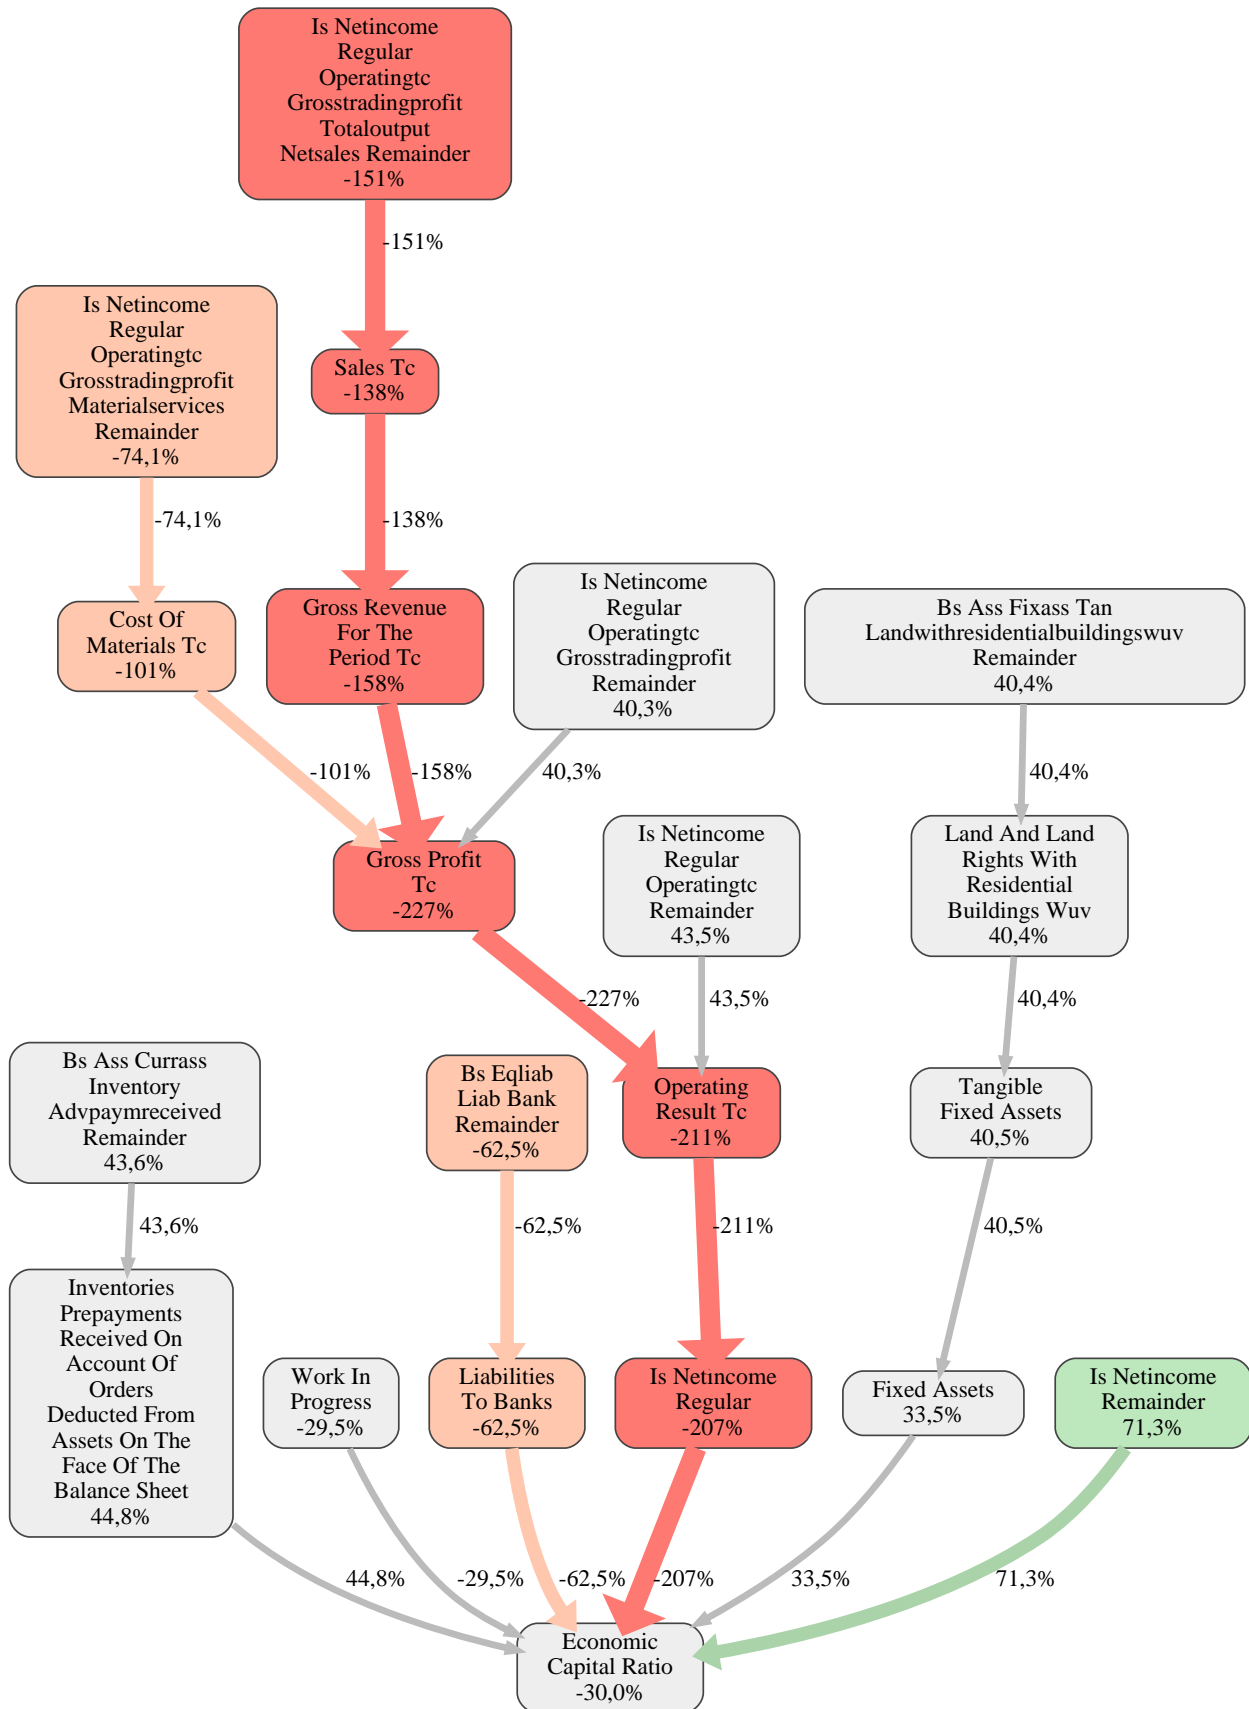 Is Netincome
Regular
Operatingtc
Grosstradingprofit
Totaloutput
Netsales Remainder
-151%
-151%
Is Netincome
Regular
Operatingtc
Grosstradingprofit
Materialservices
Remainder
-74,1%
Sales Tc
-138%
-74,1%
-138%
Cost Of
Materials Tc
-101%
Gross Revenue
For The
Period Tc
-158%
Is Netincome
Regular
Operatingtc
Grosstradingprofit
Remainder
40,3%
Bs Ass Fixass Tan
Landwithresidentialbuildingswuv
Remainder
40,4%
-101%
-158%
40,3%
40,4%
Gross Profit
Tc
-227%
Is Netincome
Regular
Operatingtc
Remainder
43,5%
Land And Land
Rights With
Residential
Buildings Wuv
40,4%
-227%
43,5%
40,4%
Bs Ass Currass
Inventory
Advpaymreceived
Remainder
43,6%
Bs Eqliab
Liab Bank
Remainder
-62,5%
Operating
Result Tc
-211%
Tangible
Fixed Assets
40,5%
43,6%
-62,5%
-211%
40,5%
Inventories
Prepayments
Received On
Account Of
Orders
Deducted From
Assets On The
Face Of The
Balance Sheet
44,8%
Work In
Progress
-29,5%
Liabilities
To Banks
-62,5%
Is Netincome
Regular
-207%
Fixed Assets
33,5%
Is Netincome
Remainder
71,3%
44,8%
-29,5%
-62,5%
-207%
33,5%
71,3%
Economic
Capital Ratio
-30,0%